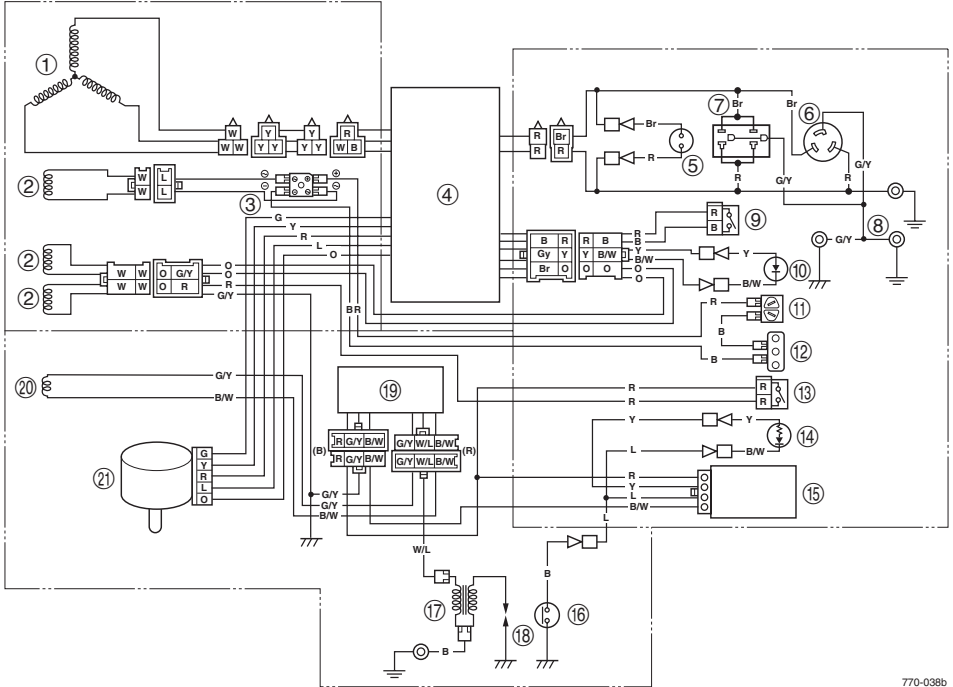 ①
W
W W
Y
Y Y
Y
Y Y
R
W B
R
R
Br
R
Br
R
⑤
⑦
Br
R
Br
⑥
G/Y
R
G/Y
⑧
G/Y
②
W
W
L
L
③
⊖
⊖
⊕
⊕
④
G
Y
R
L
O
②
②
W W
W W
O G/Y
O R
O
O
R
G/Y
B R
B R
Gy Y
Br O
R B
Y B/W
O O
R
B
Y
B/W
O
O
R
B
⑨
Y
B/W
⑩
R
⑪
B
B
⑫
⑳
G/Y
B/W
⑲
R
R
R
R
⑬
Y
Y
⑭
L
B/W
(B)
R G/Y B/W
R G/Y B/W
G/Y W/L B/W
G/Y W/L B/W
(R)
㉑
G
Y
R
L
O
G/Y
G/Y
B/W
R
Y
L
B/W
⑮
L
W/L
B
⑰
⑱
⑯
B
770-038b